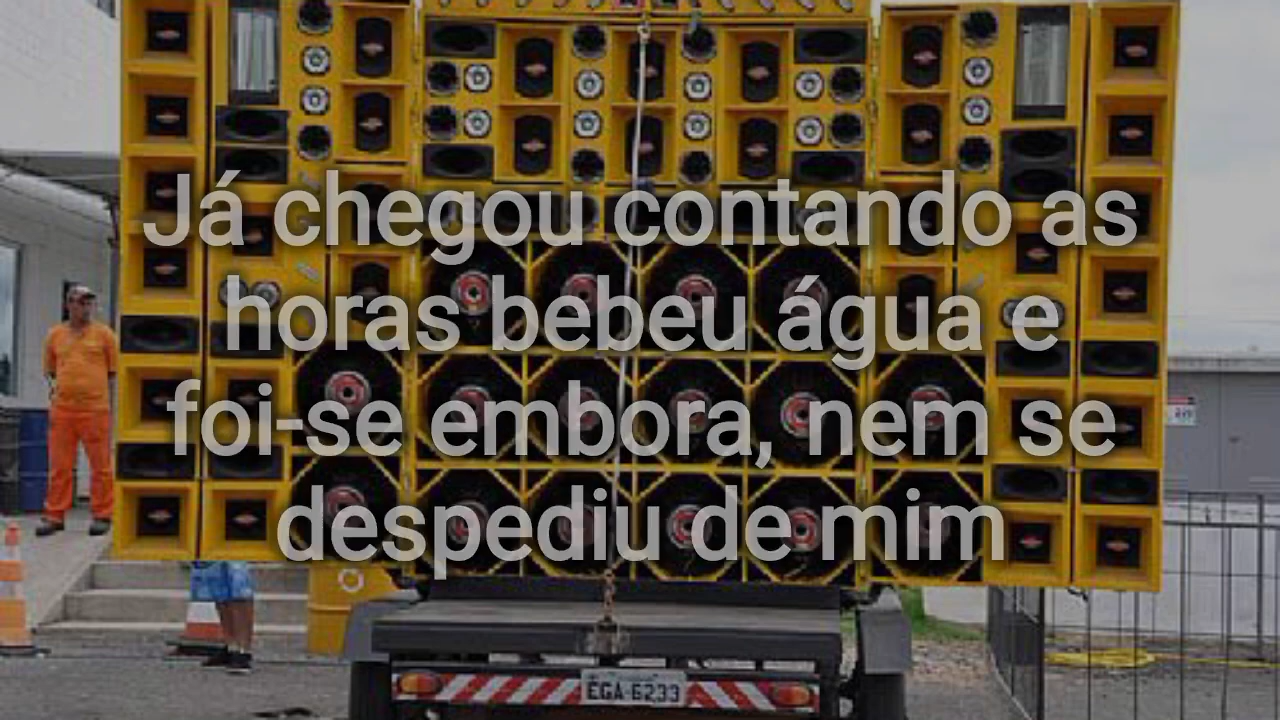 Já chegou contando as
horas bebeu água e
foi-se embora, nem se
despediu de mim
EGA-6233